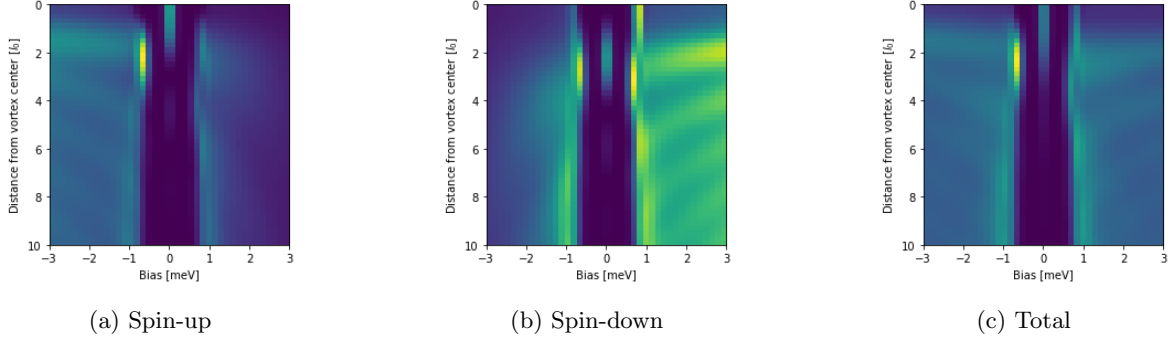 0
2
4
6
8
10
Distance from vortex center [l₀]
−3 −2 −1 0 1 2 3
Bias [meV]
(a) Spin-up
0
2
4
6
8
10
Distance from vortex center [l₀]
−3 −2 −1 0 1 2 3
Bias [meV]
(b) Spin-down
0
2
4
6
8
10
Distance from vortex center [l₀]
−3 −2 −1 0 1 2 3
Bias [meV]
(c) Total